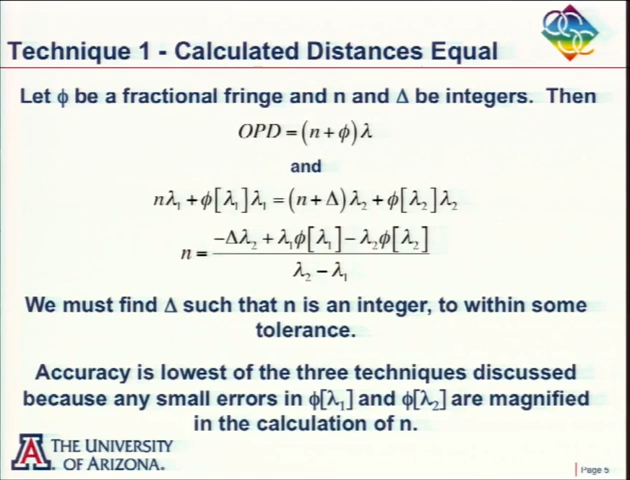 Technique 1 - Calculated Distances Equal
Let ϕ be a fractional fringe and n and Δ be integers. Then
OPD = (n + ϕ)λ
and
nλ₁ + ϕ[λ₁]λ₁ = (n + Δ)λ₂ + ϕ[λ₂]λ₂
n = (−Δλ₂ + λ₁ϕ[λ₁] − λ₂ϕ[λ₂]) / (λ₂ − λ₁)
We must find Δ such that n is an integer, to within some
tolerance.
Accuracy is lowest of the three techniques discussed
because any small errors in ϕ[λ₁] and ϕ[λ₂] are magnified
in the calculation of n.
A THE UNIVERSITY
OF ARIZONA.
Page 5